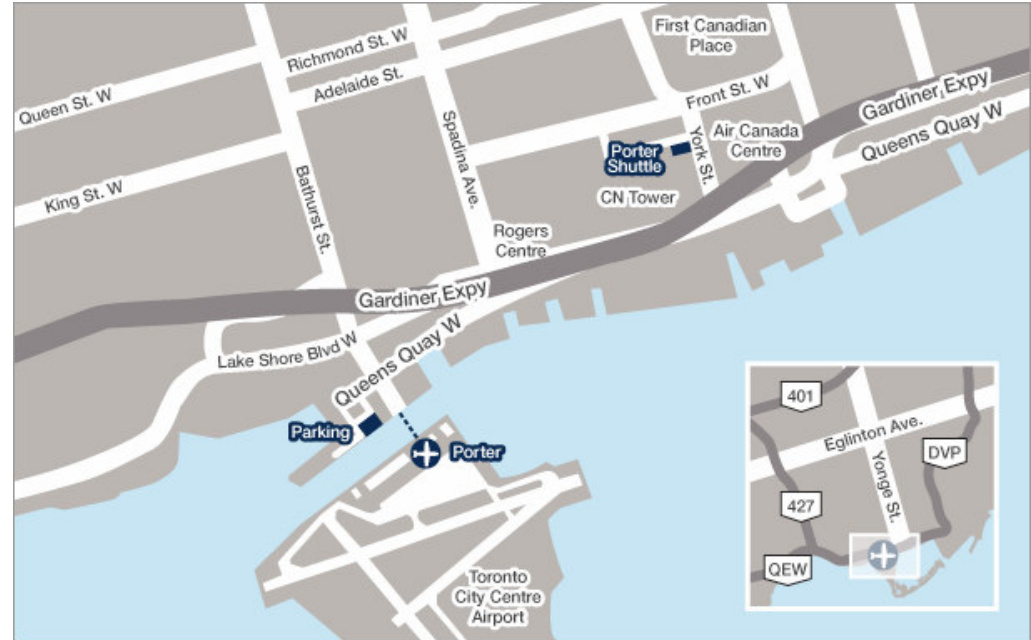 First Canadian
Place
Richmond St. W
Adelaide St.
Queen St. W
Spadina Ave.
Front St. W
Gardiner Expy
Queens Quay W
York St.
Air Canada
Centre
Porter
Shuttle
King St. W
Bathurst St.
CN Tower
Rogers
Centre
Gardiner Expy
Lake Shore Blvd W
Queens Quay W
Parking
Porter
Toronto
City Centre
Airport
401
Eglinton Ave.
DVP
Yonge St.
427
QEW